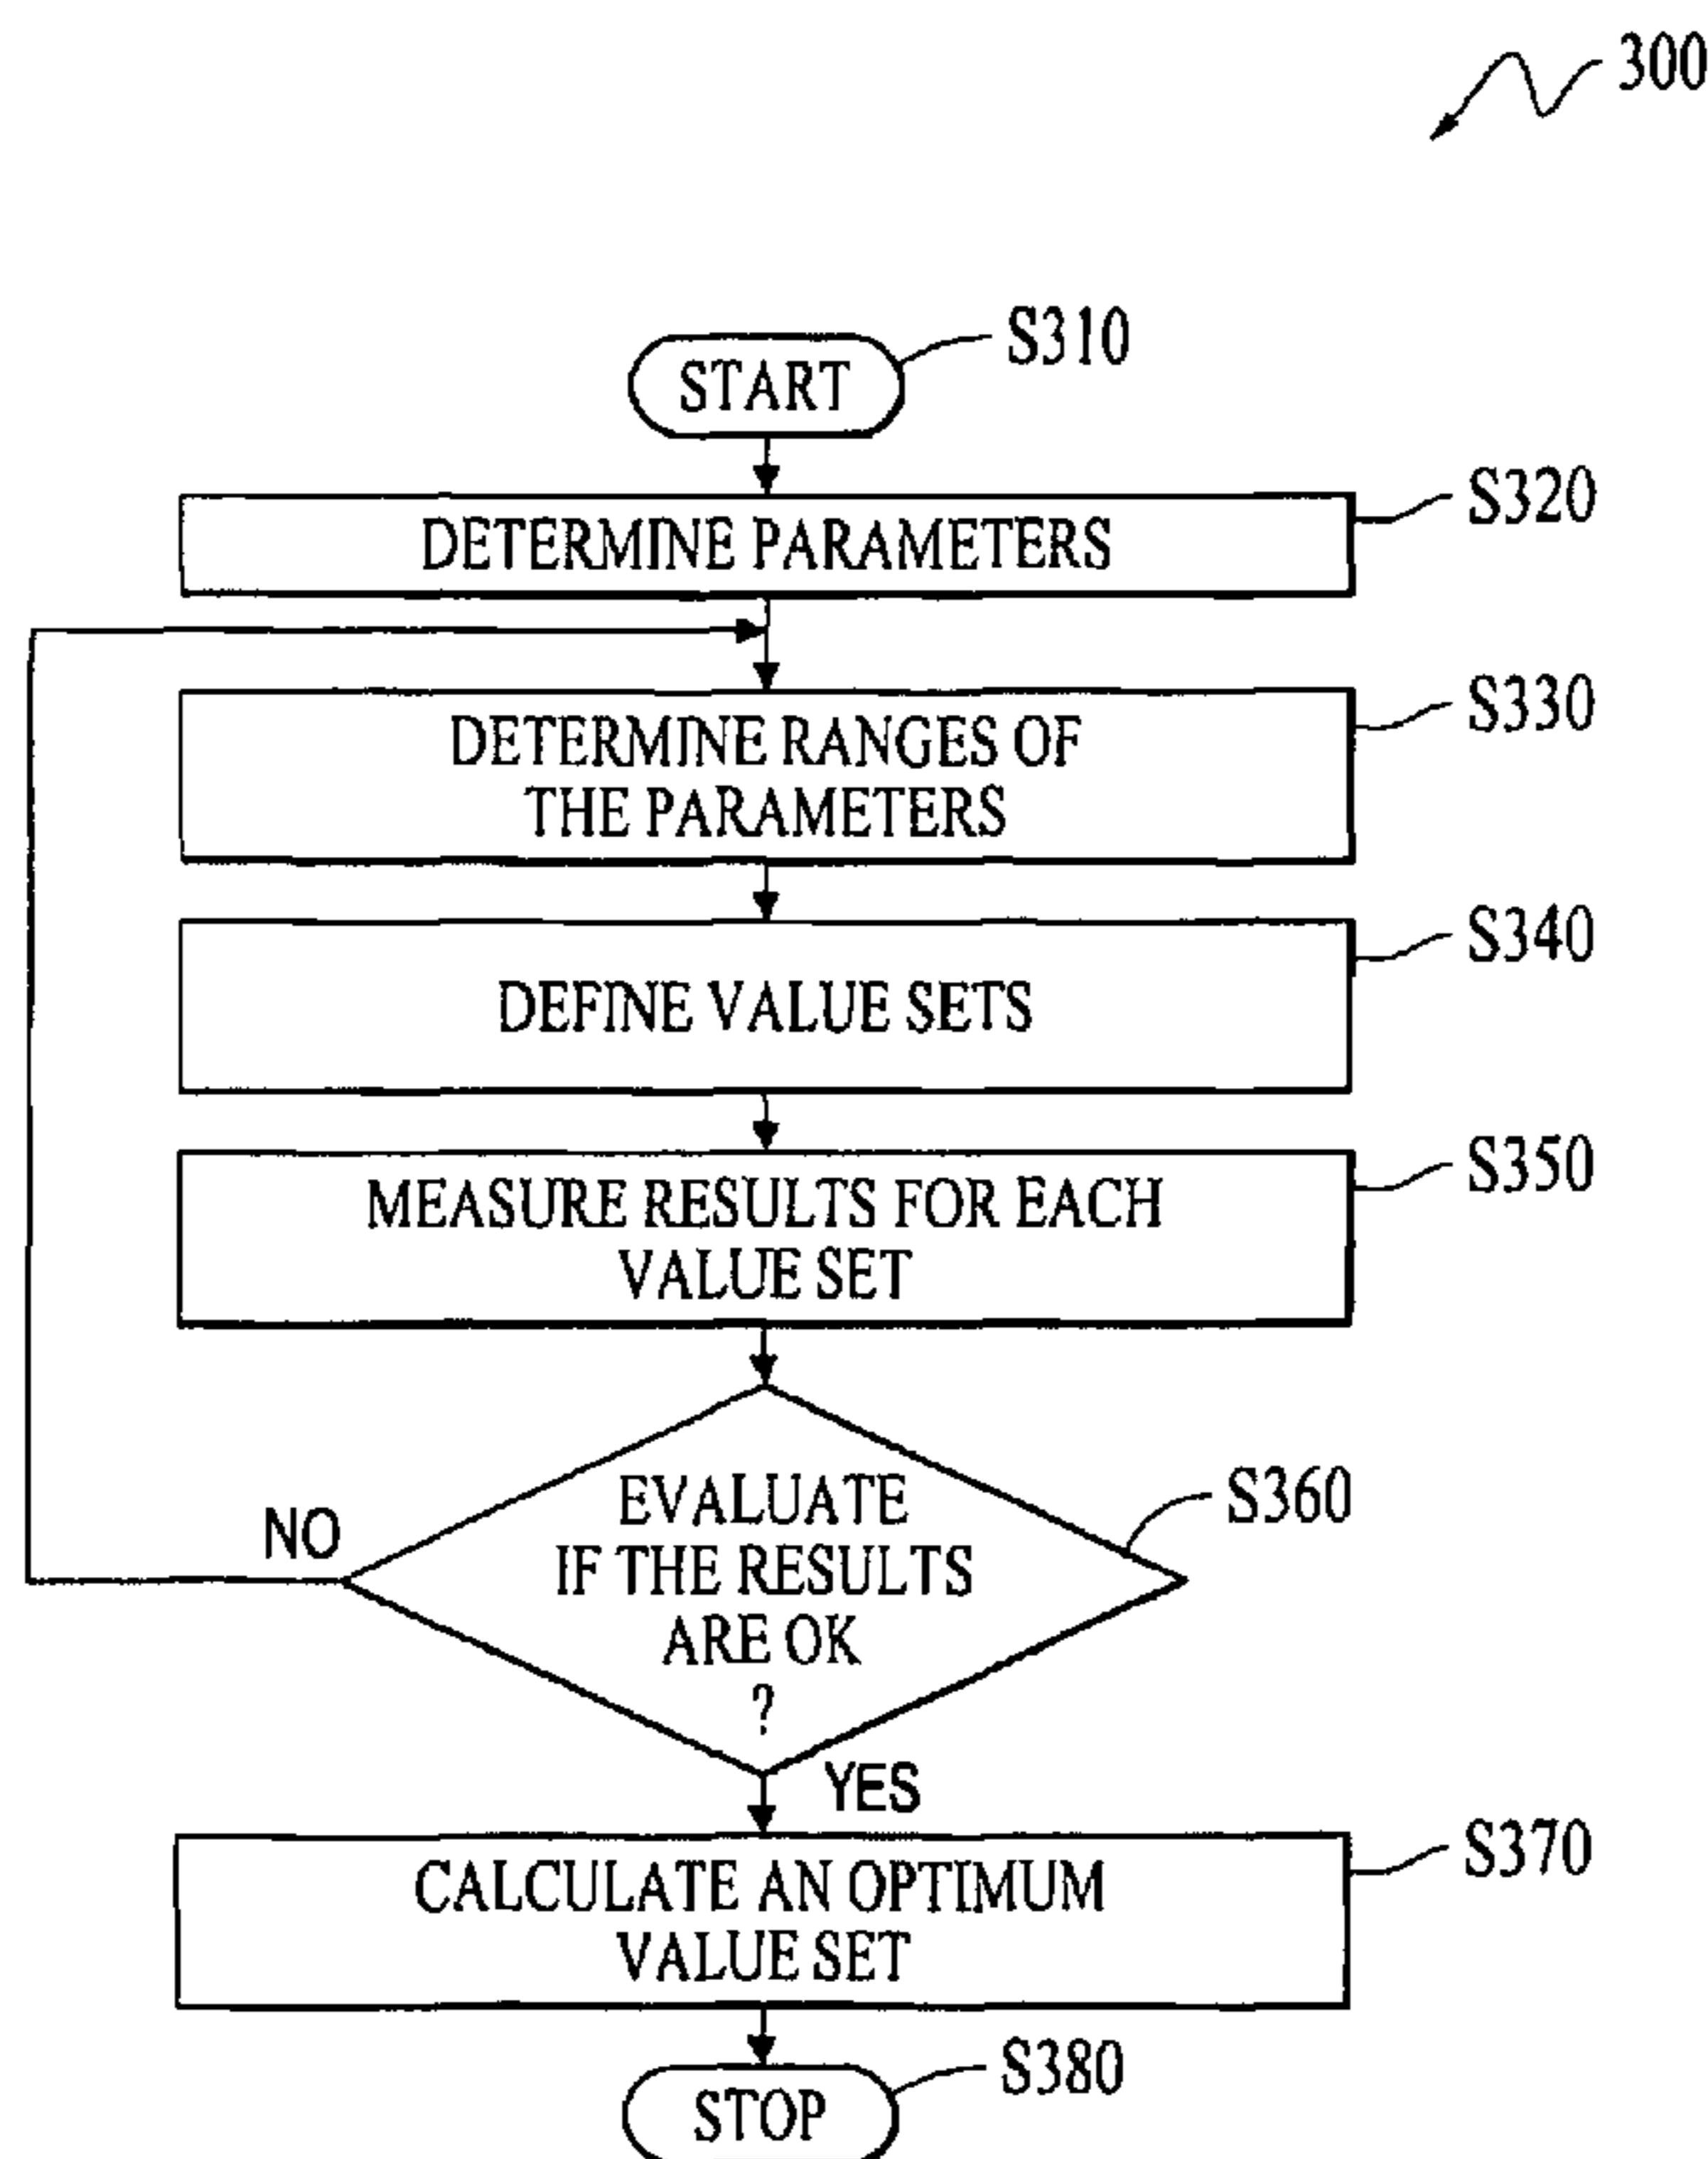 300
START
S310
DETERMINE PARAMETERS
S320
DETERMINE RANGES OF
THE PARAMETERS
S330
DEFINE VALUE SETS
S340
MEASURE RESULTS FOR EACH
VALUE SET
S350
EVALUATE
IF THE RESULTS
ARE OK
?
S360
NO
YES
CALCULATE AN OPTIMUM
VALUE SET
S370
STOP
S380